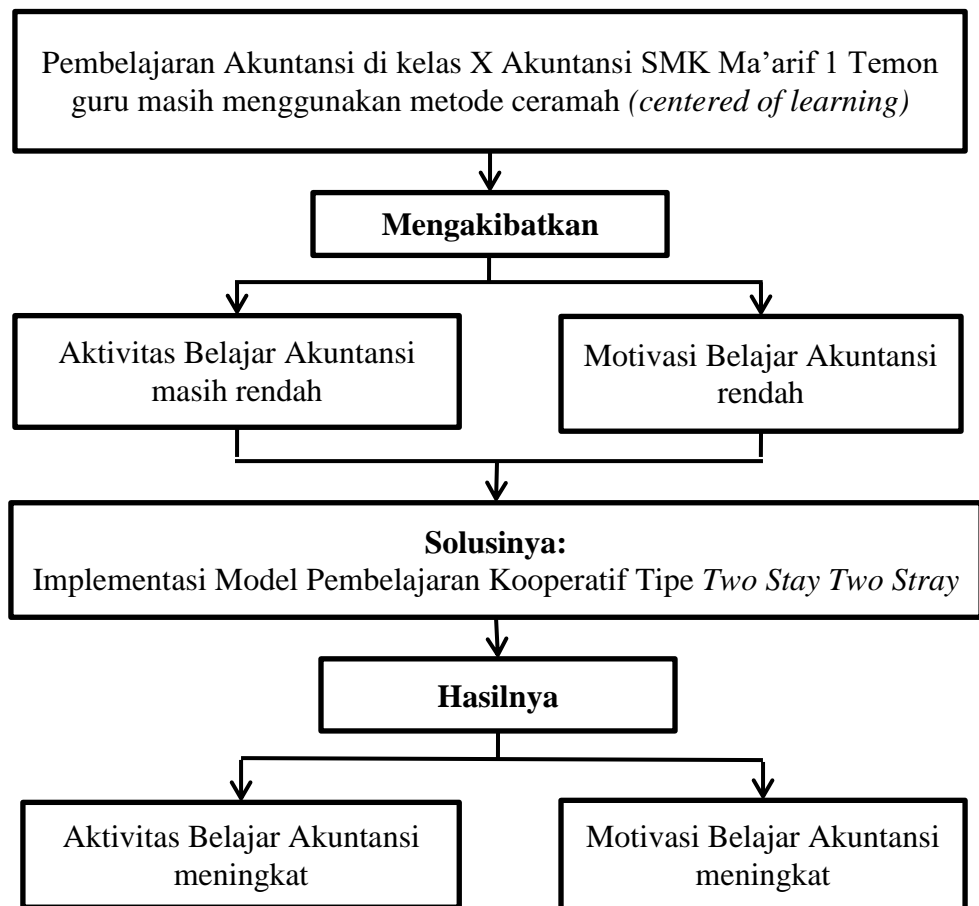 Pembelajaran Akuntansi di kelas X Akuntansi SMK Ma’arif 1 Temon
guru masih menggunakan metode ceramah (centered of learning)
Mengakibatkan
Aktivitas Belajar Akuntansi
masih rendah
Motivasi Belajar Akuntansi
rendah
Solusinya:
Implementasi Model Pembelajaran Kooperatif Tipe Two Stay Two Stray
Hasilnya
Aktivitas Belajar Akuntansi
meningkat
Motivasi Belajar Akuntansi
meningkat